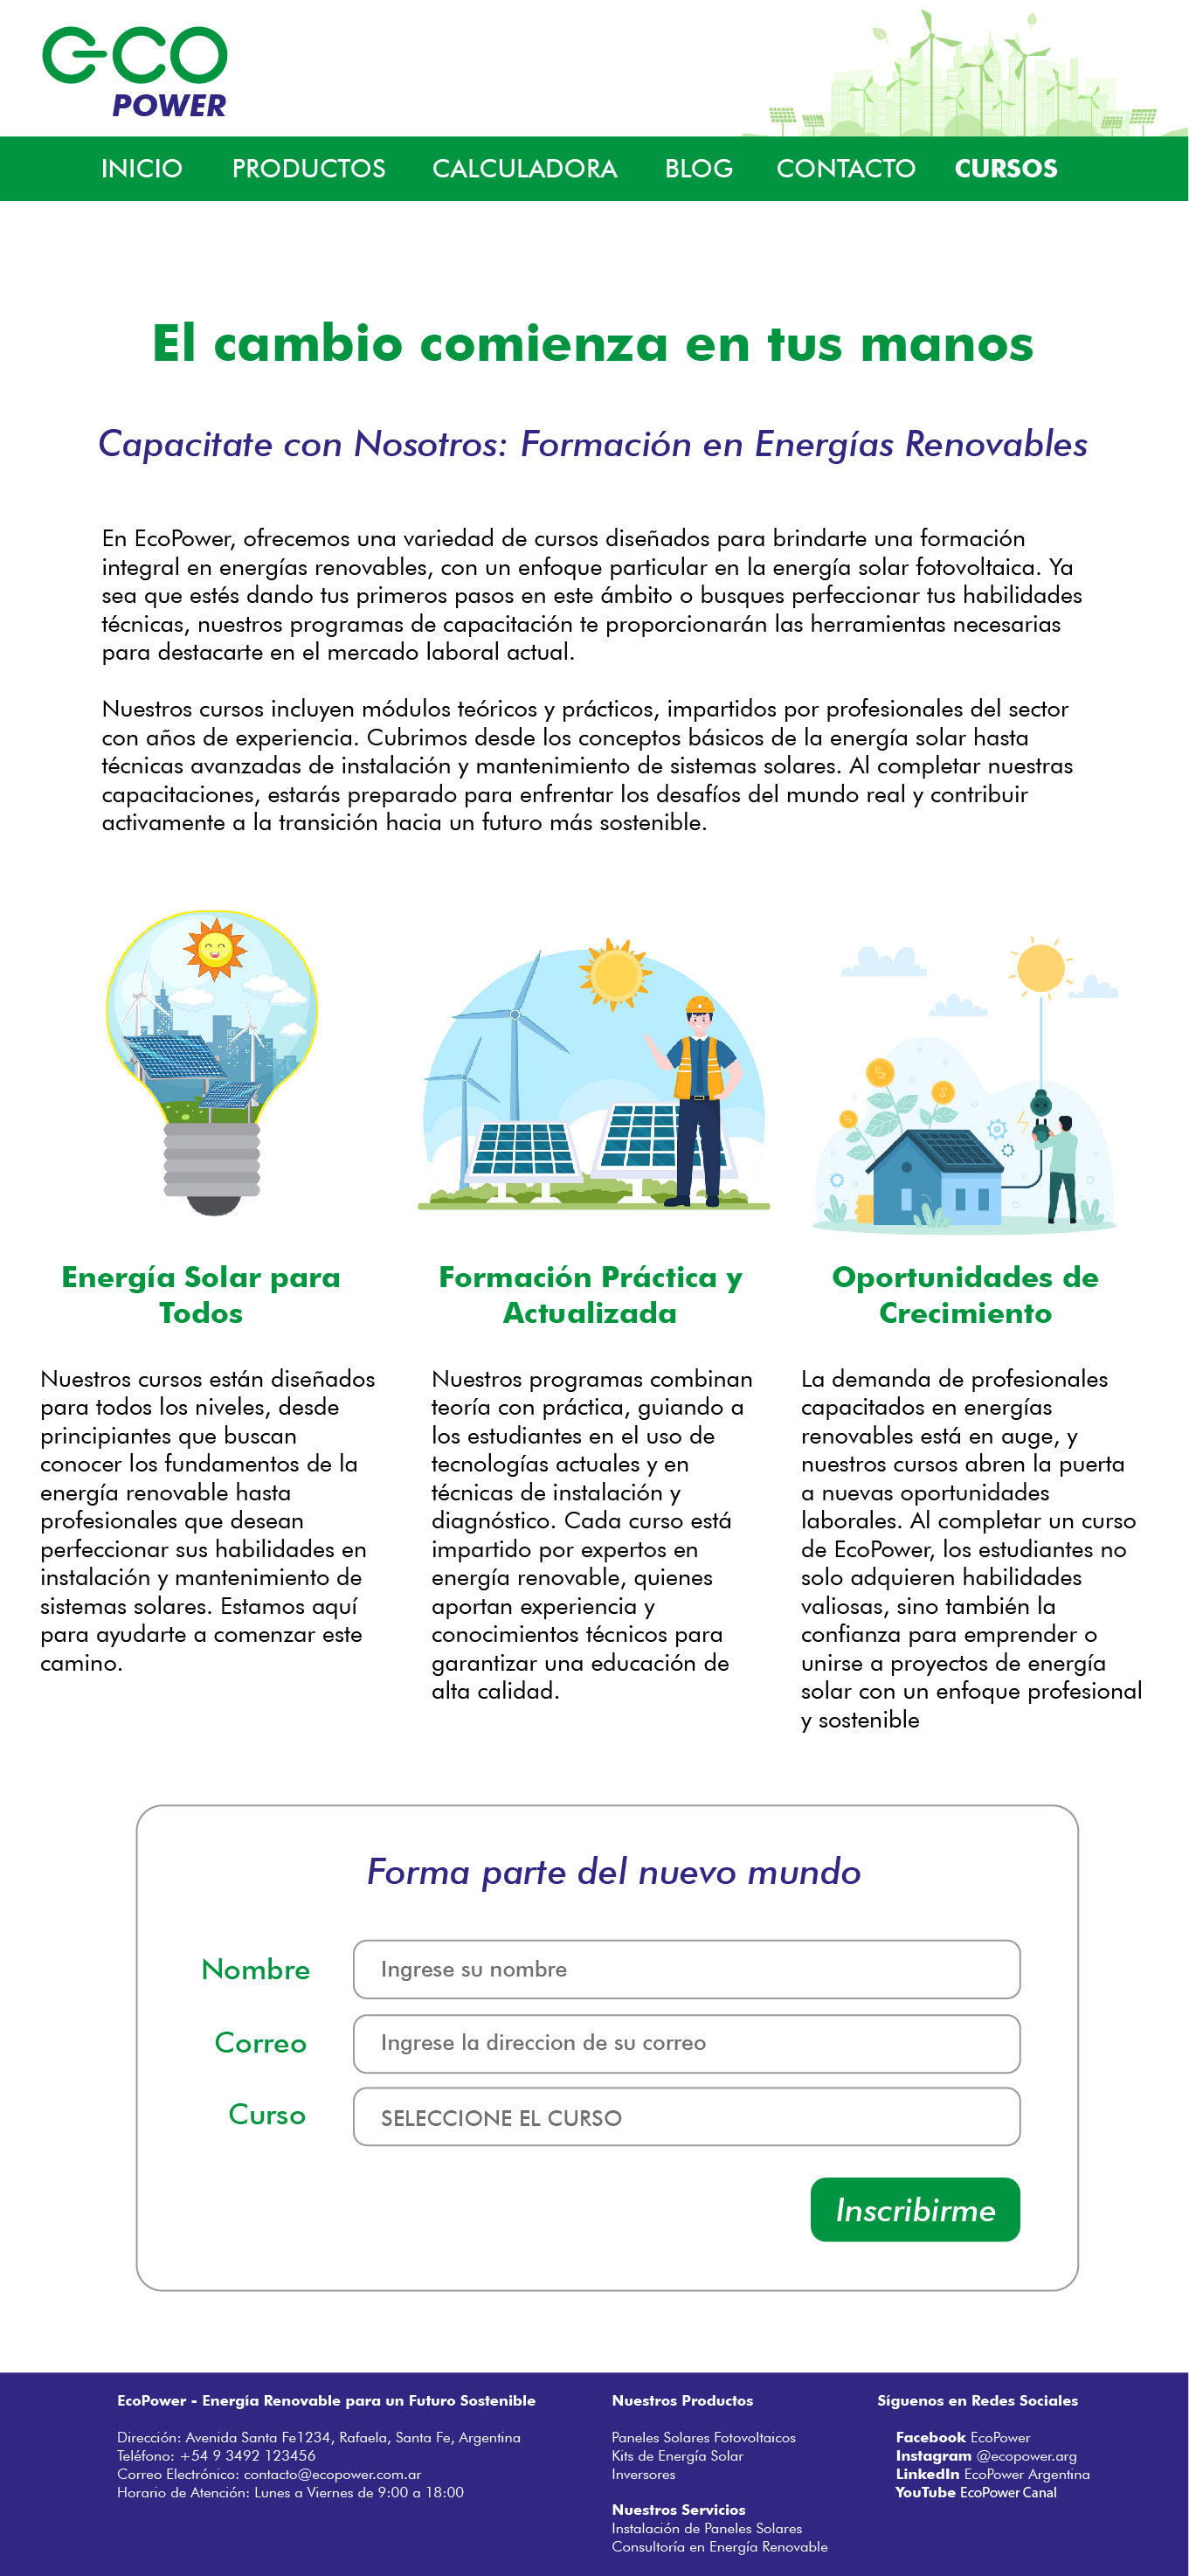 eCO
POWER
INICIO PRODUCTOS CALCULADORA BLOG CONTACTO CURSOS
El cambio comienza en tus manos
Capacitate con Nosotros: Formación en Energías Renovables
En EcoPower, ofrecemos una variedad de cursos diseñados para brindarte una formación
integral en energías renovables, con un enfoque particular en la energía solar fotovoltaica. Ya
sea que estés dando tus primeros pasos en este ámbito o busques perfeccionar tus habilidades
técnicas, nuestros programas de capacitación te proporcionarán las herramientas necesarias
para destacarte en el mercado laboral actual.
Nuestros cursos incluyen módulos teóricos y prácticos, impartidos por profesionales del sector
con años de experiencia. Cubrimos desde los conceptos básicos de la energía solar hasta
técnicas avanzadas de instalación y mantenimiento de sistemas solares. Al completar nuestras
capacitaciones, estarás preparado para enfrentar los desafíos del mundo real y contribuir
activamente a la transición hacia un futuro más sostenible.
Energía Solar para
Todos
Nuestros cursos están diseñados
para todos los niveles, desde
principiantes que buscan
conocer los fundamentos de la
energía renovable hasta
profesionales que desean
perfeccionar sus habilidades en
instalación y mantenimiento de
sistemas solares. Estamos aquí
para ayudarte a comenzar este
camino.
Formación Práctica y
Actualizada
Nuestros programas combinan
teoría con práctica, guiando a
los estudiantes en el uso de
tecnologías actuales y en
técnicas de instalación y
diagnóstico. Cada curso está
impartido por expertos en
energía renovable, quienes
aportan experiencia y
conocimientos técnicos para
garantizar una educación de
alta calidad.
Oportunidades de
Crecimiento
La demanda de profesionales
capacitados en energías
renovables está en auge, y
nuestros cursos abren la puerta
a nuevas oportunidades
laborales. Al completar un curso
de EcoPower, los estudiantes no
solo adquieren habilidades
valiosas, sino también la
confianza para emprender o
unirse a proyectos de energía
solar con un enfoque profesional
y sostenible
Forma parte del nuevo mundo
Nombre Ingrese su nombre
Correo Ingrese la direccion de su correo
Curso SELECCIONE EL CURSO
Inscribirme
EcoPower - Energía Renovable para un Futuro Sostenible
Dirección: Avenida Santa Fe1234, Rafaela, Santa Fe, Argentina
Teléfono: +54 9 3492 123456
Correo Electrónico: contacto@ecopower.com.ar
Horario de Atención: Lunes a Viernes de 9:00 a 18:00
Nuestros Productos
Paneles Solares Fotovoltaicos
Kits de Energía Solar
Inversores
Nuestros Servicios
Instalación de Paneles Solares
Consultoría en Energía Renovable
Síguenos en Redes Sociales
Facebook EcoPower
Instagram @ecopower.arg
LinkedIn EcoPower Argentina
YouTube EcoPower Canal